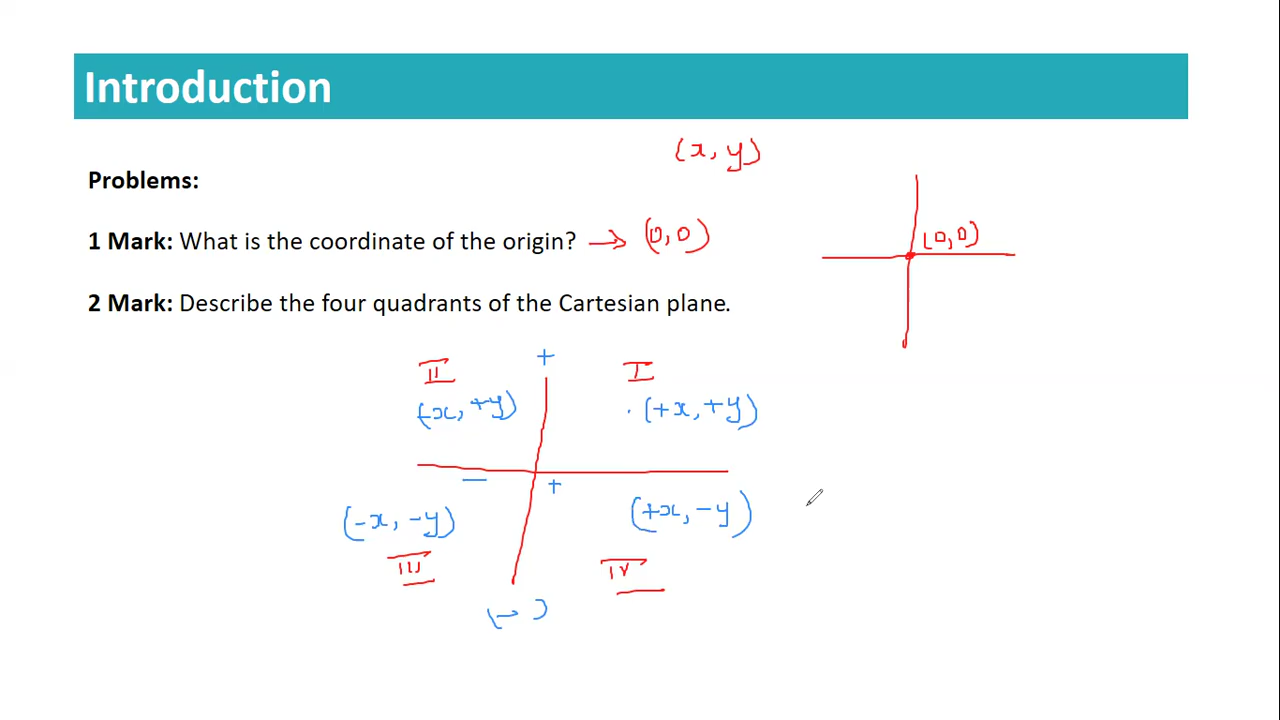 Introduction
(x, y)
Problems:
1 Mark: What is the coordinate of the origin? → (0, 0)
(0, 0)
2 Mark: Describe the four quadrants of the Cartesian plane.
+
II
I
(-x, +y)
(+x, +y)
− +
(-x, -y)
(+x, -y)
III
IV
(-)